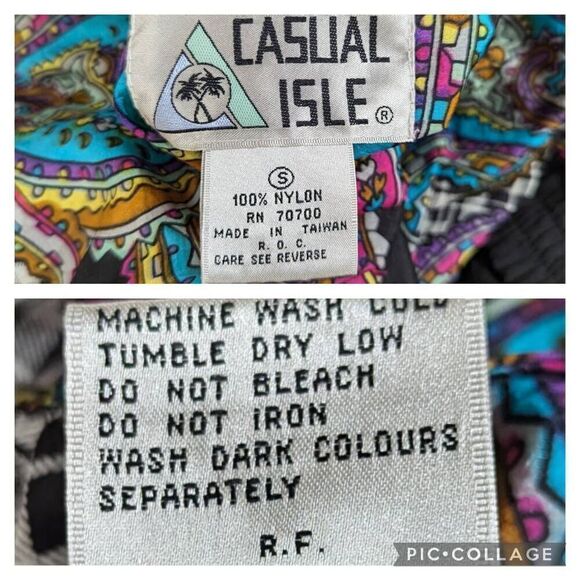 CASUAL
ISLE®
S
100% NYLON
RN 70700
MADE IN TAIWAN
R. O. C.
CARE SEE REVERSE
MACHINE WASH COLD
TUMBLE DRY LOW
DO NOT BLEACH
DO NOT IRON
WASH DARK COLOURS
SEPARATELY
R.F.
PIC•COLLAGE